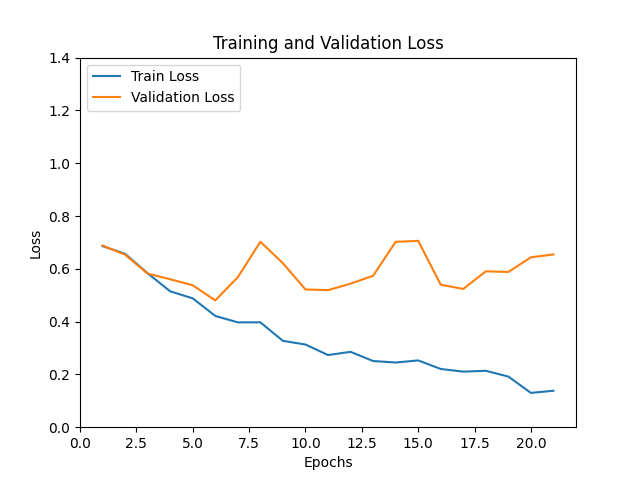 Training and Validation Loss
Train Loss
Validation Loss
1.4
1.2
1.0
0.8
0.6
0.4
0.2
0.0
Loss
0.0 2.5 5.0 7.5 10.0 12.5 15.0 17.5 20.0
Epochs